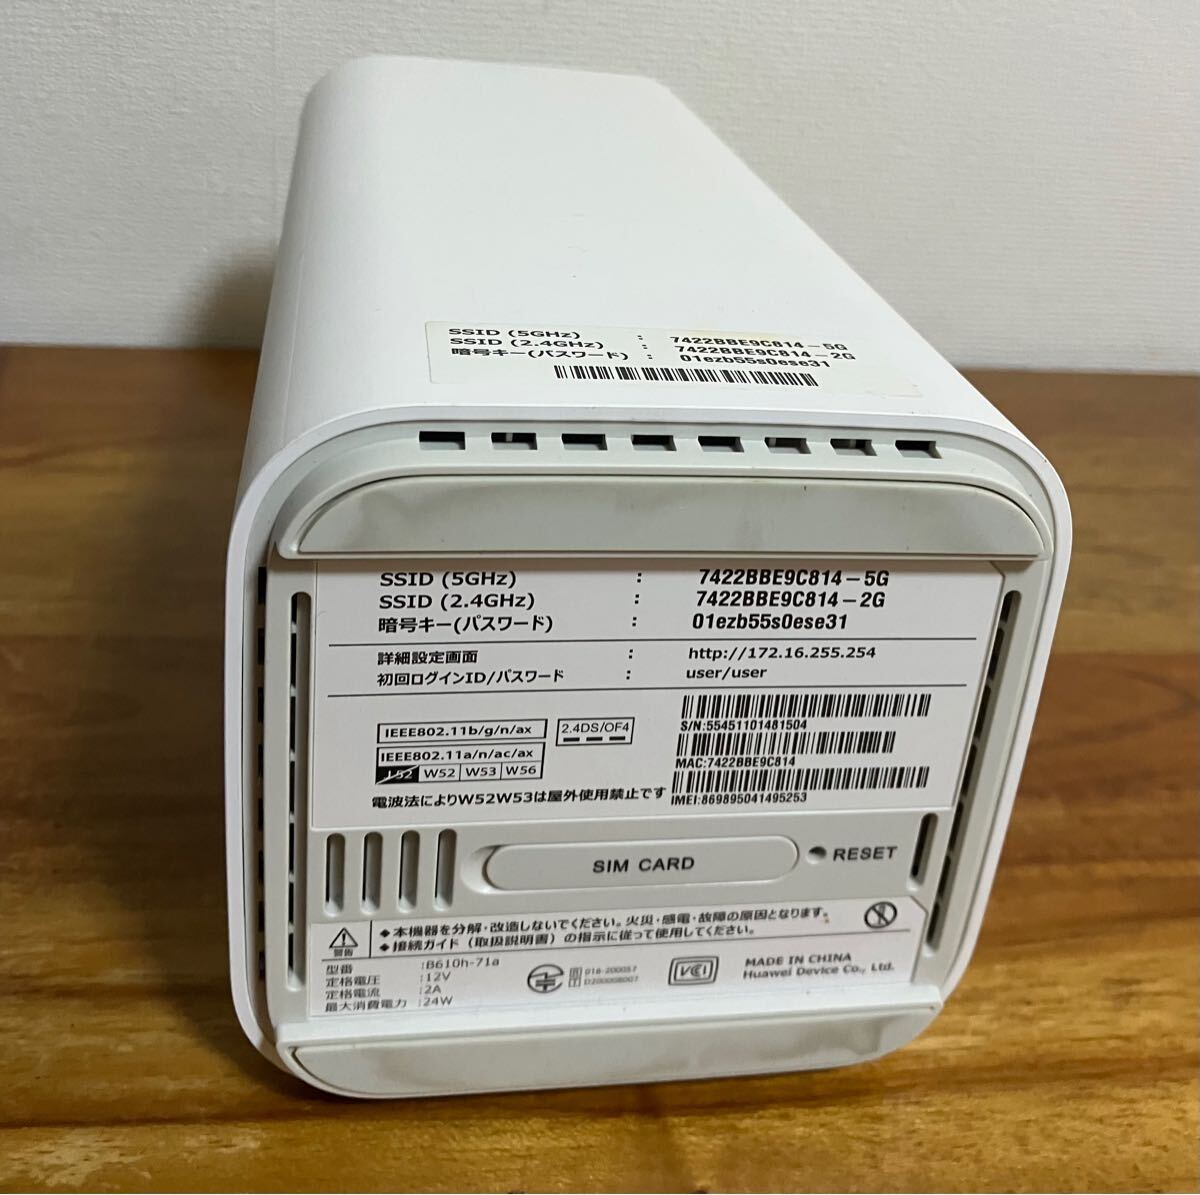 SSID (5GHz) : 7422BBE9C814-5G
SSID (2.4GHz) : 7422BBE9C814-2G
暗号キー(パスワード) : 01ezb55s0ese31
SSID (5GHz) : 7422BBE9C814-5G
SSID (2.4GHz) : 7422BBE9C814-2G
暗号キー(パスワード) : 01ezb55s0ese31
詳細設定画面 : http://172.16.255.254
初回ログインID/パスワード : user/user
IEEE802.11b/g/n/ax
2.4DS/OF4
IEEE802.11a/n/ac/ax
J52 W52 W53 W56
電波法によりW52W53は屋外使用禁止です
S/N:55451101481504
MAC:7422BBE9C814
IMEI:869895041495253
SIM CARD
RESET
警告
◆本機器を分解・改造しないでください。火災・感電・故障の原因となります。
◆接続ガイド（取扱説明書）の指示に従って使用してください。
型番 :B610h-71a
定格電圧 :12V
定格電流 :2A
最大消費電力 :24W
R 018-200057
T D200008007
VCCI
MADE IN CHINA
Huawei Device Co., Ltd.